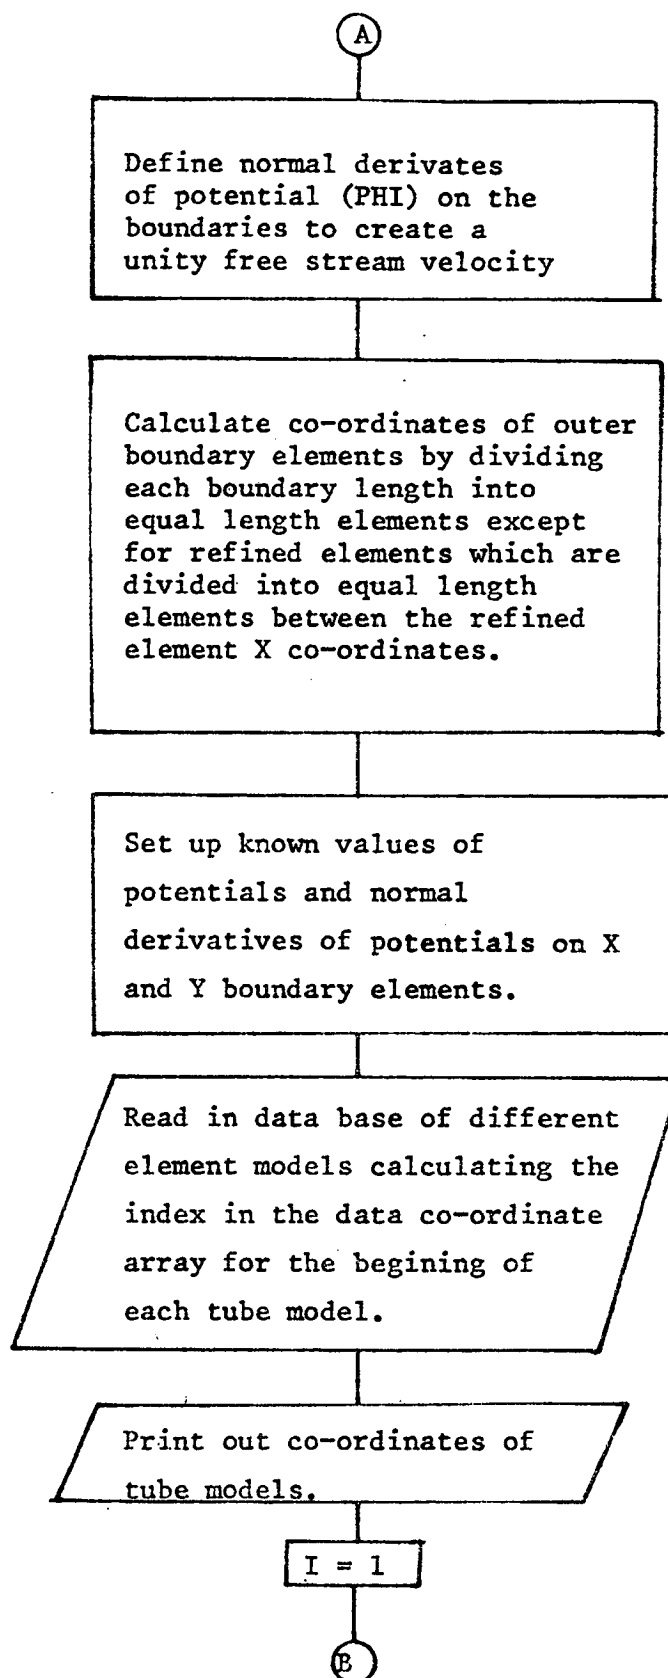 A
Define normal derivates
of potential (PHI) on the
boundaries to create a
unity free stream velocity
Calculate co-ordinates of outer
boundary elements by dividing
each boundary length into
equal length elements except
for refined elements which are
divided into equal length
elements between the refined
element X co-ordinates.
Set up known values of
potentials and normal
derivatives of potentials on X
and Y boundary elements.
Read in data base of different
element models calculating the
index in the data co-ordinate
array for the begining of
each tube model.
Print out co-ordinates of
tube models.
I = 1
B